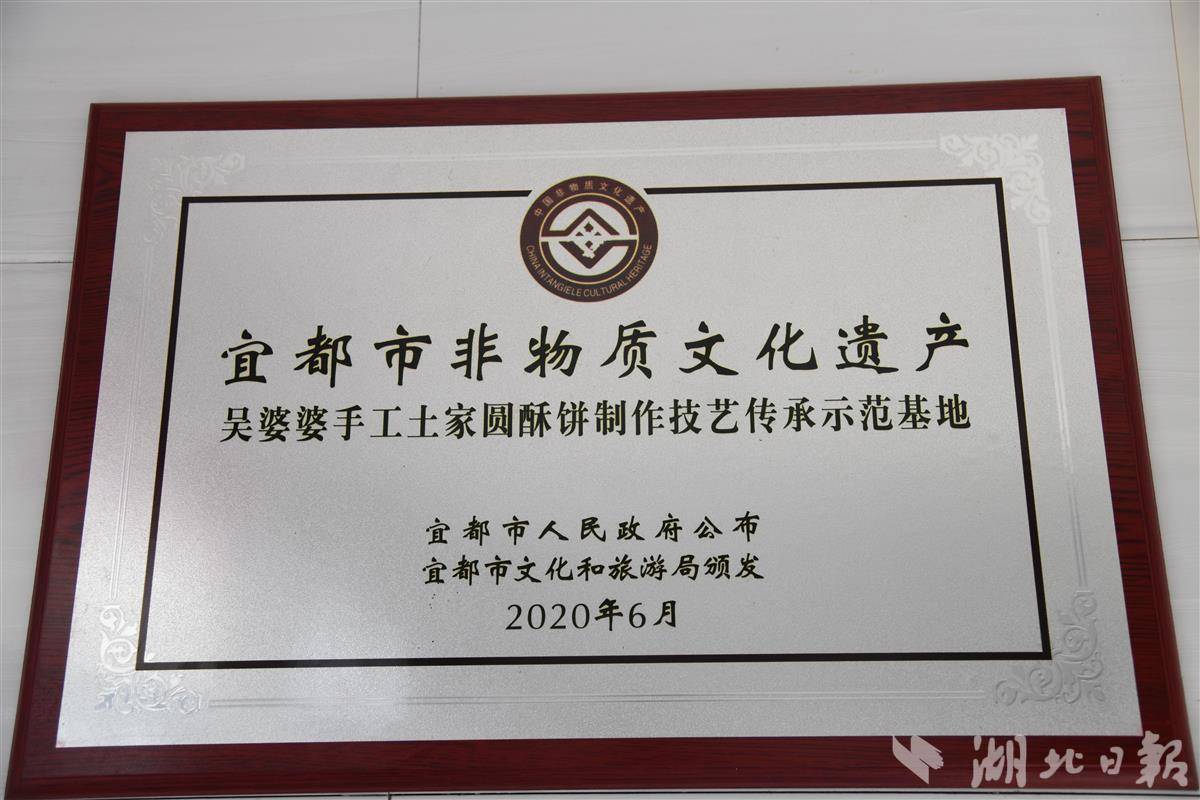 中国非物质文化遗产
CHINA INTANGIELE CULTURAL HERITAGE
宜都市非物质文化遗产
吴婆婆手工土家圆酥饼制作技艺传承示范基地
宜都市人民政府公布
宜都市文化和旅游局颁发
2020年6月
湖北日報